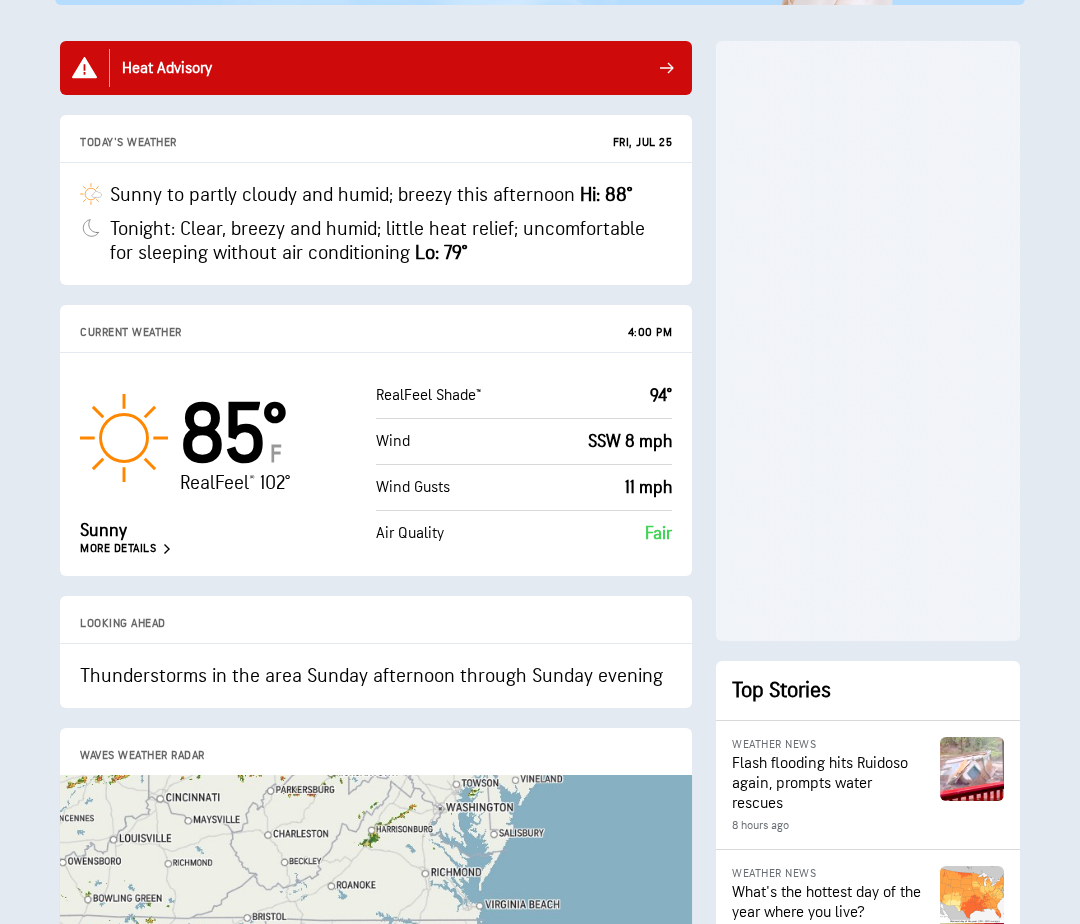 Heat Advisory
TODAY'S WEATHER
FRI, JUL 25
Sunny to partly cloudy and humid; breezy this afternoon Hi: 88°
Tonight: Clear, breezy and humid; little heat relief; uncomfortable
for sleeping without air conditioning Lo: 79°
CURRENT WEATHER
4:00 PM
85°
F
RealFeel® 102°
Sunny
MORE DETAILS
RealFeel Shade™
94°
Wind
SSW 8 mph
Wind Gusts
11 mph
Air Quality
Fair
LOOKING AHEAD
Thunderstorms in the area Sunday afternoon through Sunday evening
WAVES WEATHER RADAR
VINELAND
TOWSON
PARKERSBURG
CINCINNATI
WASHINGTON
CENNES
MAYSVILLE
HARRISONBURG
CHARLESTON
SALISBURY
LOUISVILLE
OWENSBORO
RICHMOND
BECKLEY
RICHMOND
ROANOKE
BOWLING GREEN
VIRGINIA BEACH
BRISTOL
Top Stories
WEATHER NEWS
Flash flooding hits Ruidoso
again, prompts water
rescues
8 hours ago
WEATHER NEWS
What's the hottest day of the
year where you live?